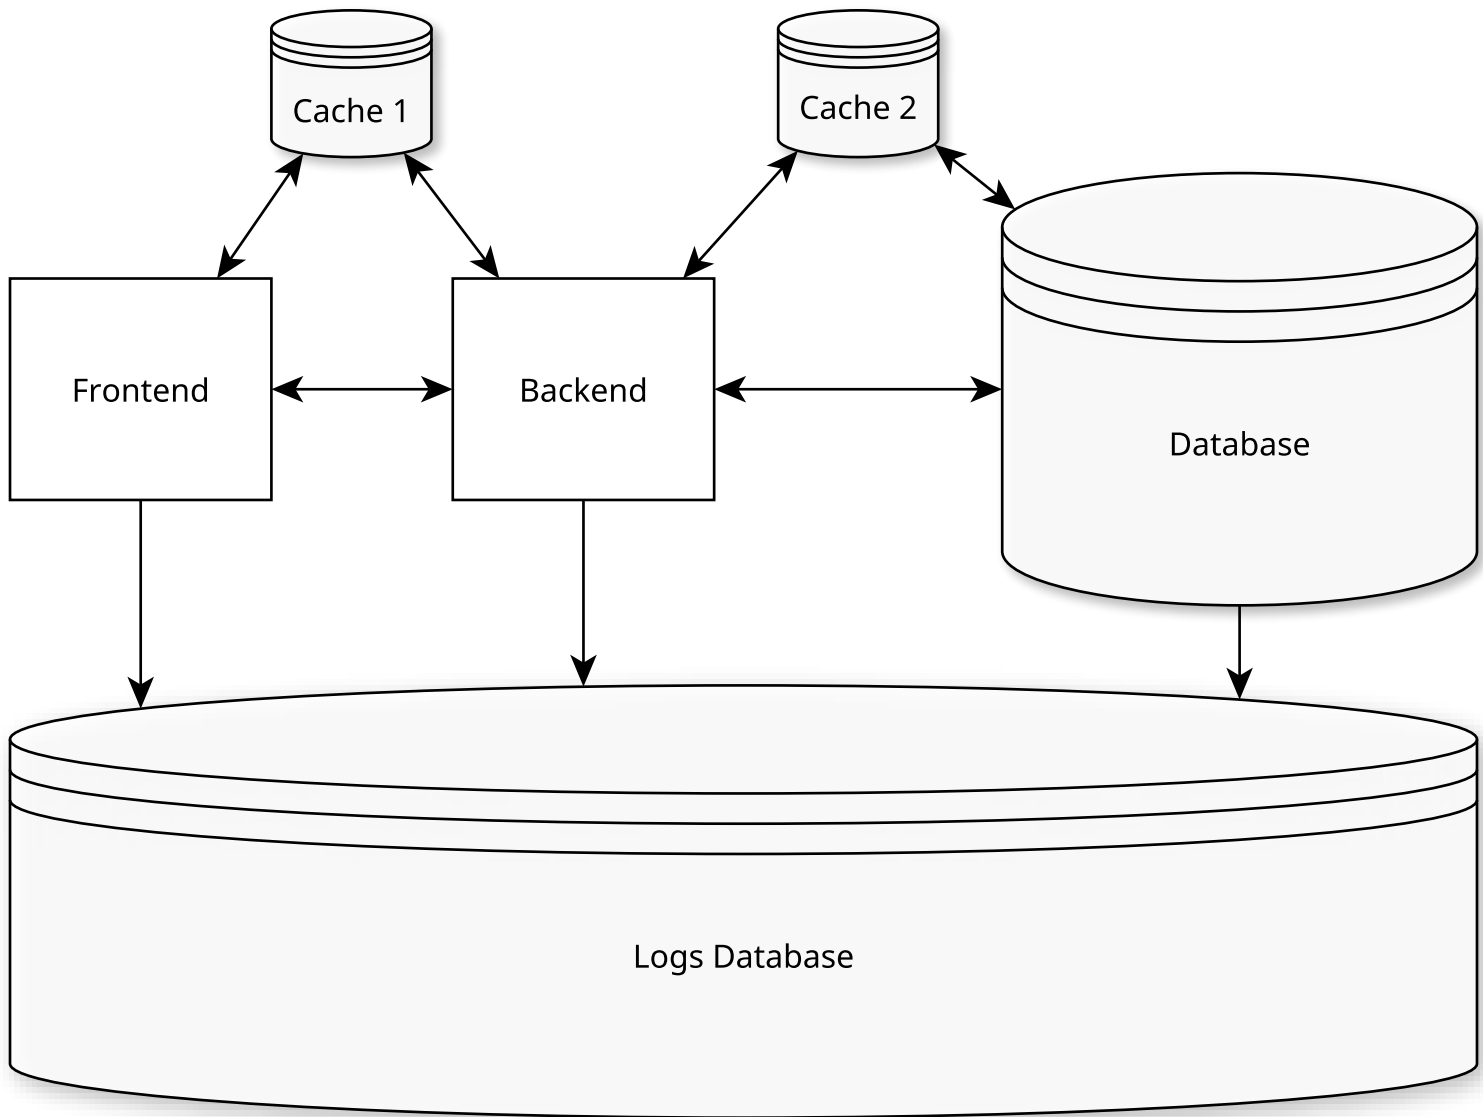 Cache 1
Cache 2
Frontend
Backend
Database
Logs Database